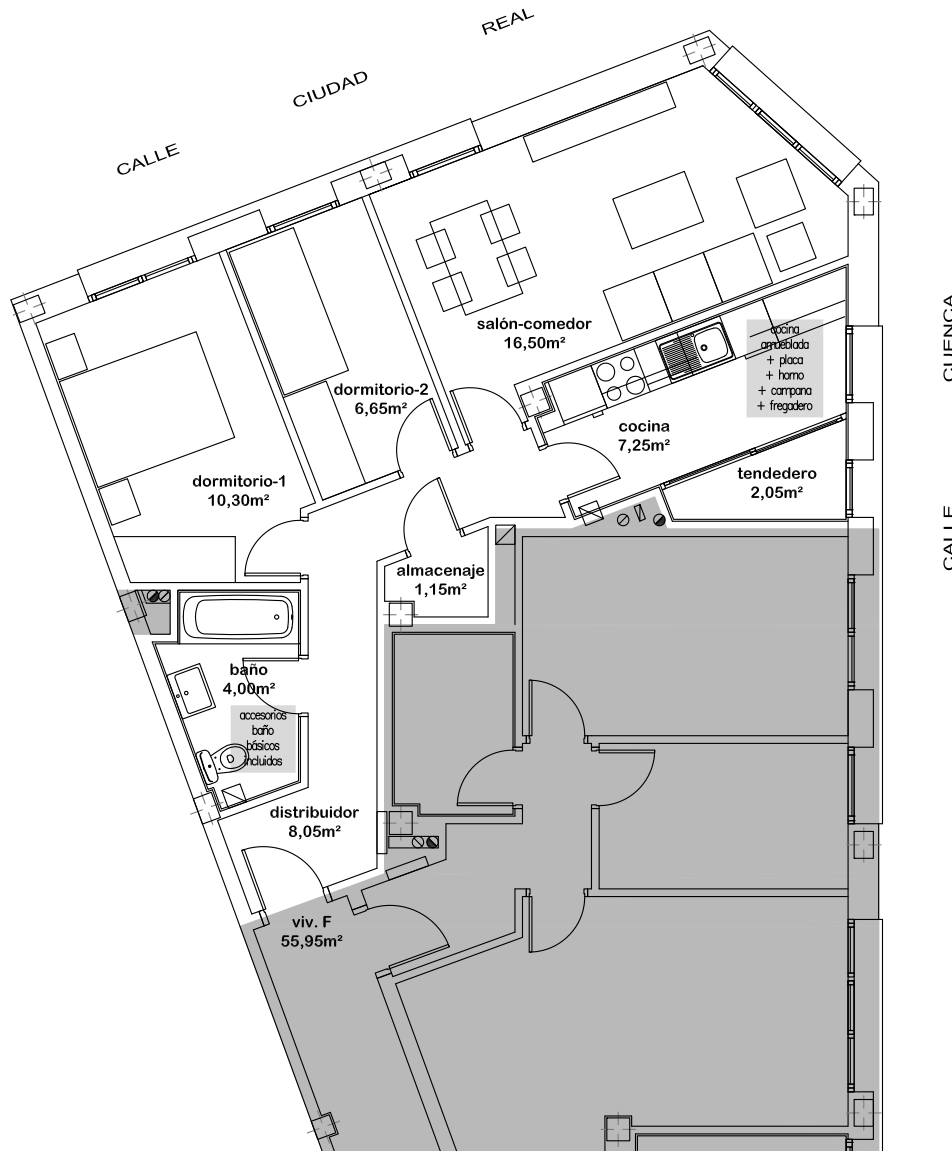 CALLE CIUDAD REAL
salón-comedor
16,50m²
dormitorio-2
6,65m²
dormitorio-1
10,30m²
cocina
7,25m²
cocina
amueblada
+ placa
+ horno
+ campana
+ fregadero
tendedero
2,05m²
almacenaje
1,15m²
baño
4,00m²
accesorios
baño
básicos
incluidos
distribuidor
8,05m²
viv. F
55,95m²
CALLE CUENCA